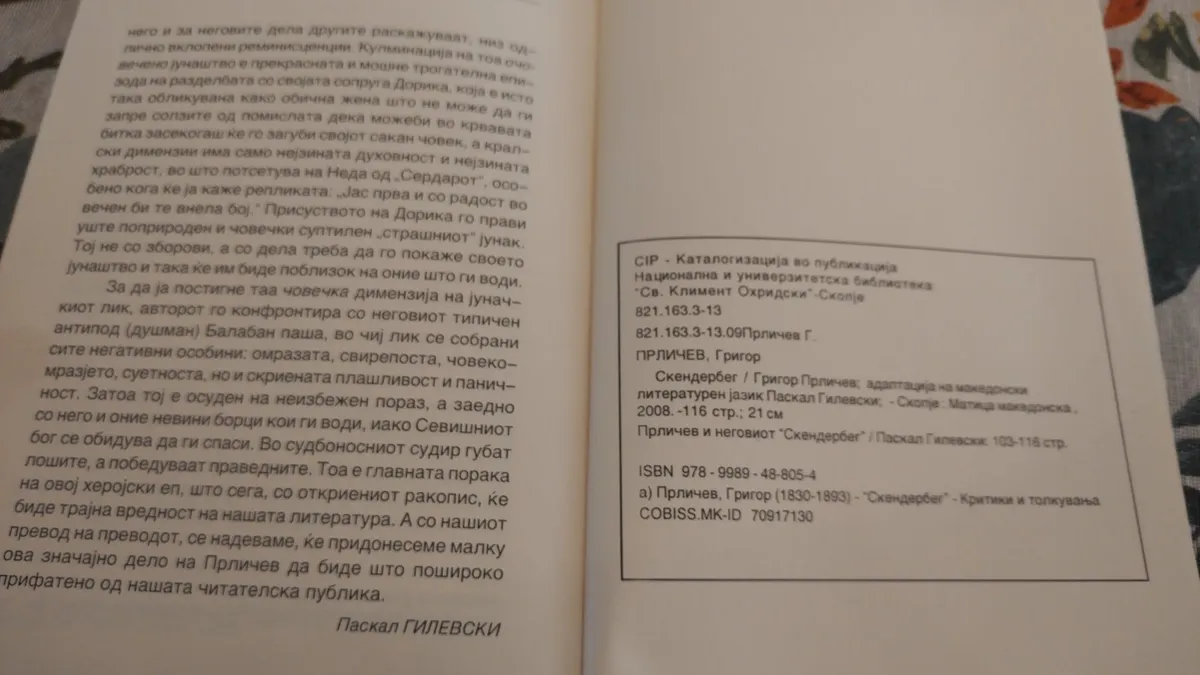 него и за неговите дела другите раскажуваат, низ од-
лично вклопени реминисценции. Кулминација на тоа очо-
вечено јунаштво е прекрасната и мошне трогателна епи-
зода на разделбата со својата сопруга Дорика, која е исто
така обликувана како обична жена што не може да ги
запре солзите од помислата дека можеби во крвавата
битка засекогаш ќе го загуби својот сакан човек, а крал-
ски димензии има само нејзината духовност и нејзината
храброст, во што потсетува на Неда од „Сердарот“, осо-
бено кога ќе ја каже репликата: „Јас прва и со радост во
вечен би те внела бој.“ Присуството на Дорика го прави
уште поприроден и човечки суптилен „страшниот“ јунак.
Тој не со зборови, а со дела треба да го покаже своето
јунаштво и така ќе им биде поблизок на оние што ги води.
За да ја постигне таа човечка димензија на јунач-
киот лик, авторот го конфронтира со неговиот типичен
антипод (душман) Балабан паша, во чиј лик се собрани
сите негативни особини: омразата, свирепоста, човеко-
мразјето, суетноста, но и скриената плашливост и панич-
ност. Затоа тој е осуден на неизбежен пораз, а заедно
со него и оние невини борци кои ги води, иако Севишниот
бог се обидува да ги спаси. Во судбоносниот судир губат
лошите, а победуваат праведните. Тоа е главната порака
на овој херојски еп, што сега, со откриениот ракопис, ќе
биде трајна вредност на нашата литература. А со нашиот
превод на преводот, се надеваме, ќе придонесеме малку
ова значајно дело на Прличев да биде што пошироко
прифатено од нашата читателска публика.
Паскал ГИЛЕВСКИ
CIP - Каталогизација во публикација
Национална и универзитетска библиотека
"Св. Климент Охридски"-Скопје
821.163.3-13
821.163.3-13.09Прличев Г.
ПРЛИЧЕВ, Григор
Скендербег / Григор Прличев; адаптација на македонски
литературен јазик Паскал Гилевски; - Скопје: Матица македонска,
2008. -116 стр.; 21 см
Прличев и неговиот "Скендербег" / Паскал Гилевски: 103-116 стр.
ISBN 978 - 9989 - 48-805-4
а) Прличев, Григор (1830-1893) - "Скендербег" - Критики и толкувања
COBISS.MK-ID 70917130